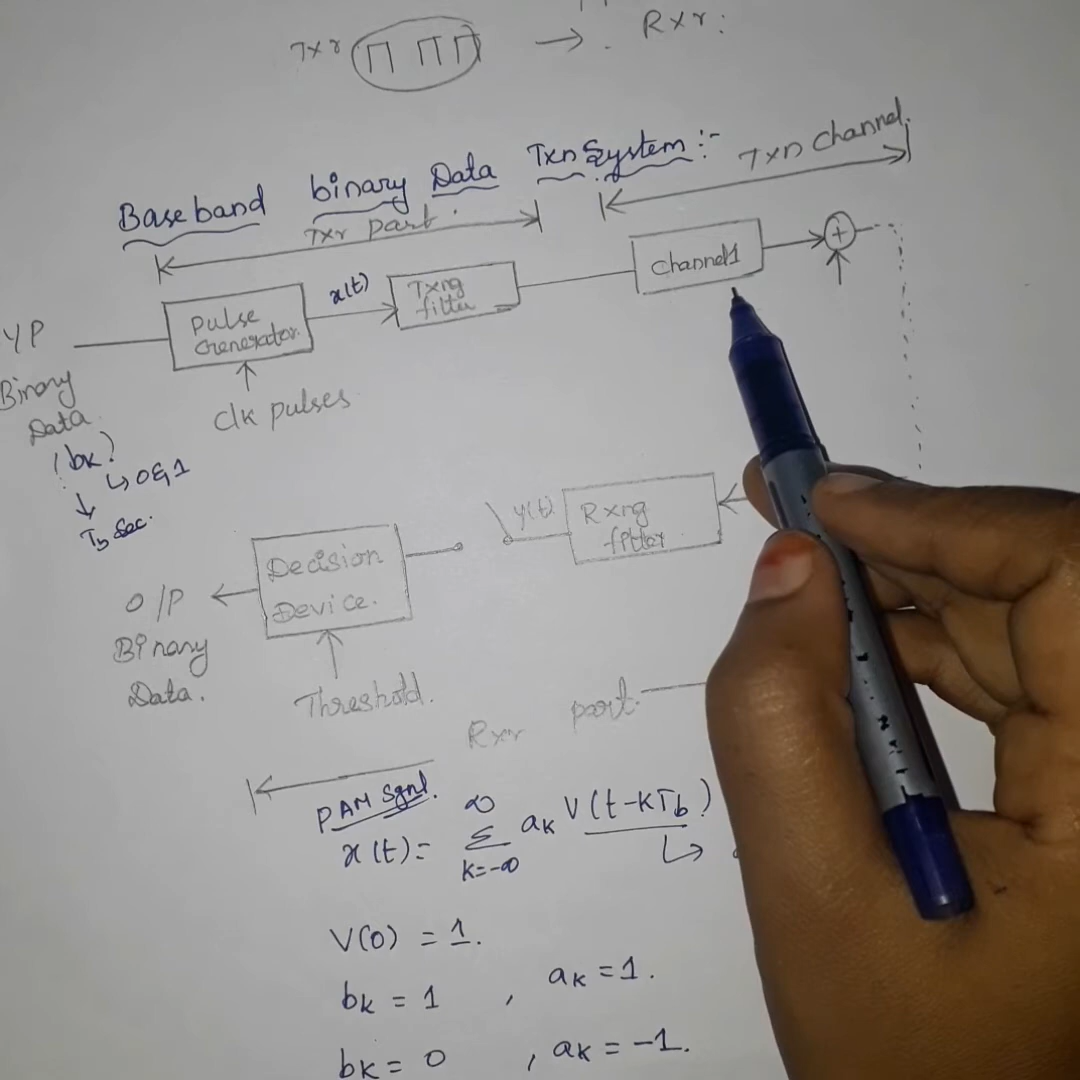 Txr → Rxr:
Baseband binary Data Txn System:-
Txr part.
Txn Channel.
I/P
Binary
Data
(bk)
↳ 0 & 1
↓
Tb Sec.
Pulse
Generator.
Clk pulses
x(t)
Txng
filter
Channel1
+
Rxng
filter
y(t)
Decision
Device.
Threshold.
O/P
Binary
Data.
Rxr part
PAM Sgnl.
x(t) = ∞ Σ k=-∞ ak V(t-kTb)
V(0) = 1.
bk = 1 , ak = 1.
bk = 0 , ak = -1.